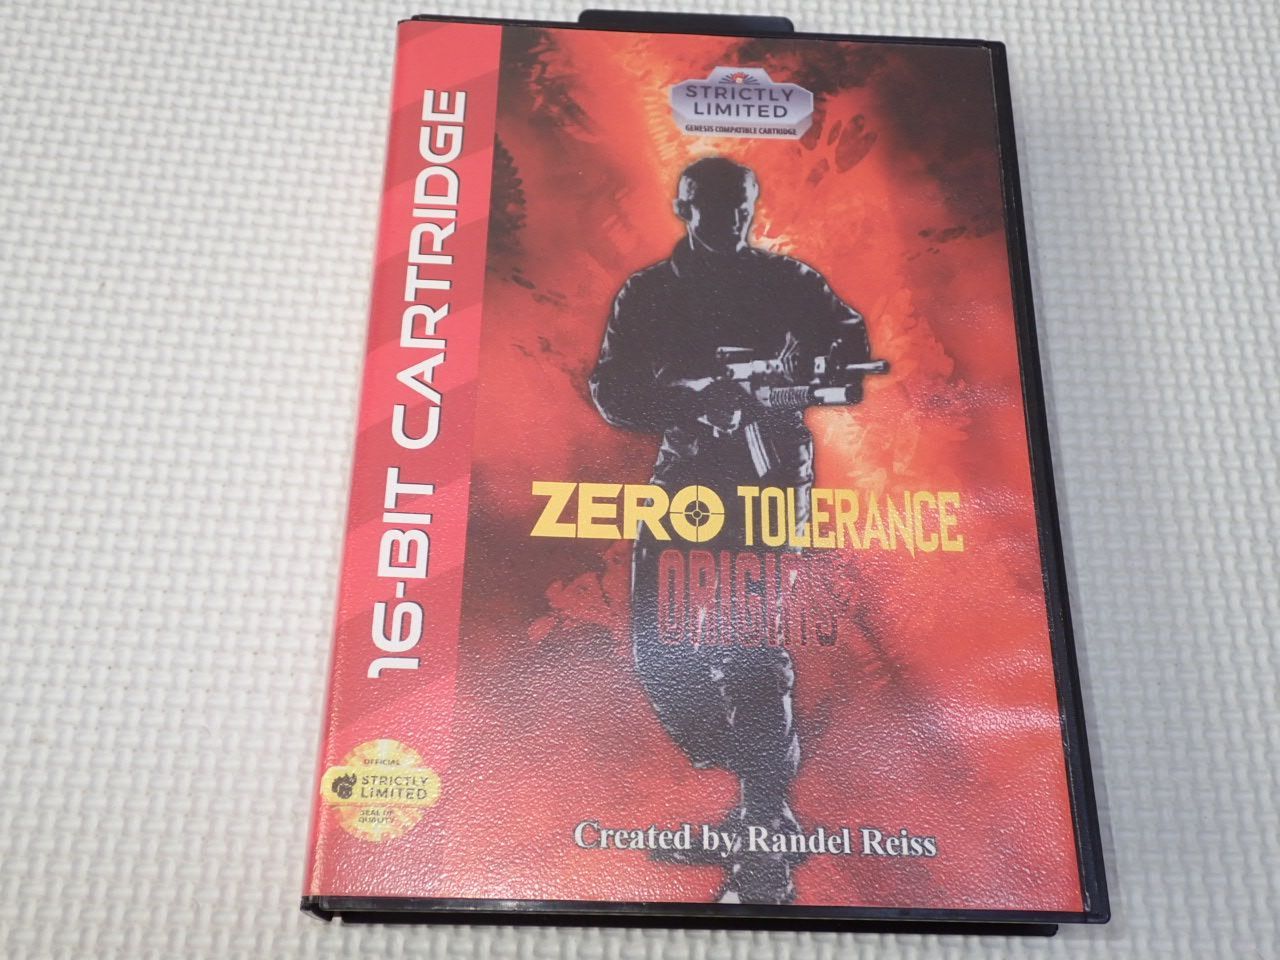 STRICTLY
LIMITED
GENESIS COMPATIBLE CARTRIDGE
16-BIT CARTRIDGE
ZERO TOLERANCE
ORIGINS
OFFICIAL
STRICTLY
LIMITED
SEAL OF
QUALITY
Created by Randel Reiss